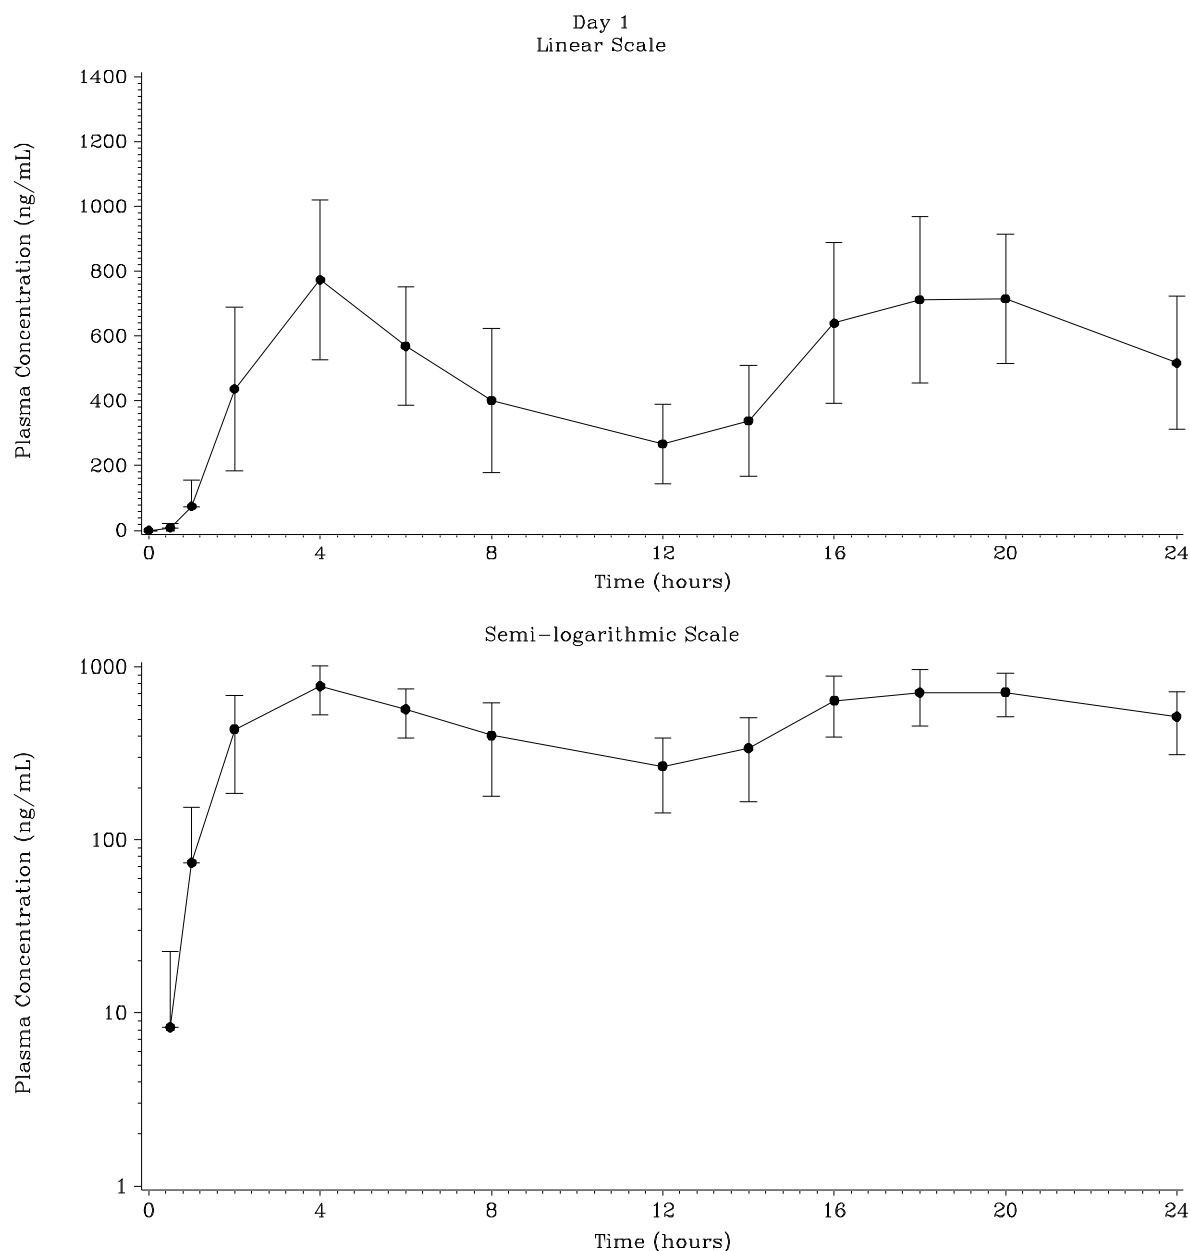 Day 1
Linear Scale
Plasma Concentration (ng/mL)
1400
1200
1000
800
600
400
200
0
0 4 8 12 16 20 24
Time (hours)
Semi-logarithmic Scale
Plasma Concentration (ng/mL)
1000
100
10
1
0 4 8 12 16 20 24
Time (hours)